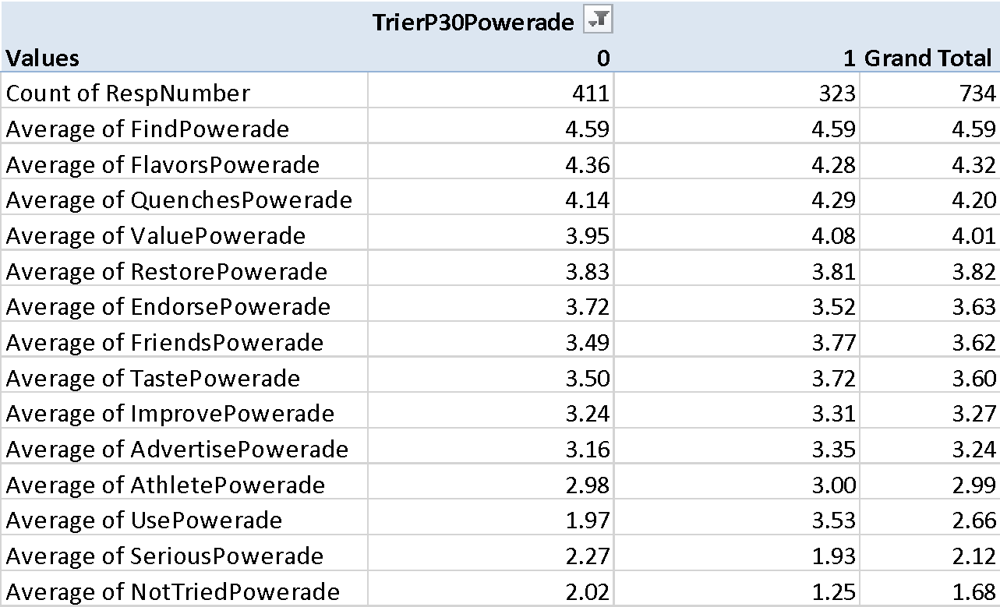 TrierP30Powerade
Values 0 1 Grand Total
Count of RespNumber 411 323 734
Average of FindPowerade 4.59 4.59 4.59
Average of FlavorsPowerade 4.36 4.28 4.32
Average of QuenchesPowerade 4.14 4.29 4.20
Average of ValuePowerade 3.95 4.08 4.01
Average of RestorePowerade 3.83 3.81 3.82
Average of EndorsePowerade 3.72 3.52 3.63
Average of FriendsPowerade 3.49 3.77 3.62
Average of TastePowerade 3.50 3.72 3.60
Average of ImprovePowerade 3.24 3.31 3.27
Average of AdvertisePowerade 3.16 3.35 3.24
Average of AthletePowerade 2.98 3.00 2.99
Average of UsePowerade 1.97 3.53 2.66
Average of SeriousPowerade 2.27 1.93 2.12
Average of NotTriedPowerade 2.02 1.25 1.68